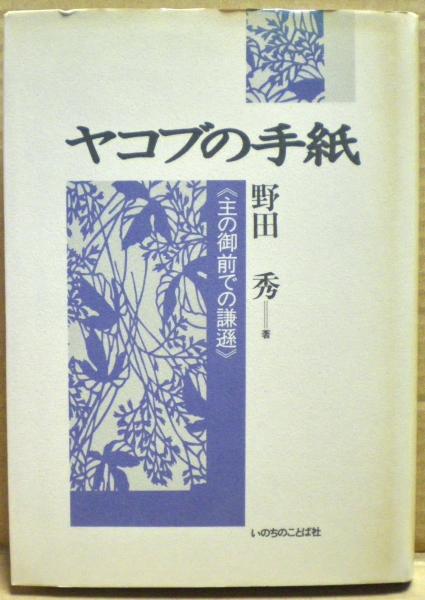 ヤコブの手紙
《主の御前での謙遜》
野田 秀＝著
いのちのことば社